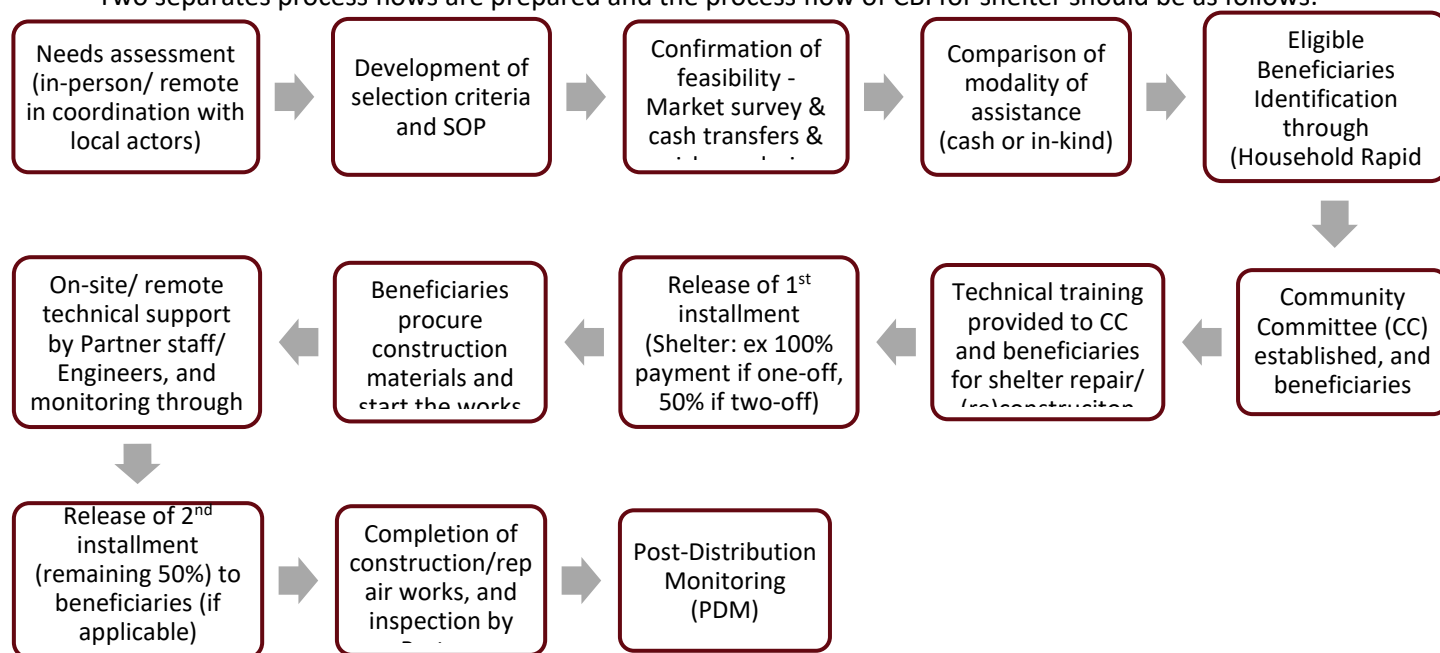 Two separates process flows are prepared and the process flow of CBI for shelter should be as follows:
Needs assessment
(in-person/ remote
in coordination with
local actors)
Development of
selection criteria
and SOP
Confirmation of
feasibility -
Market survey &
cash transfers &
Comparison of
modality of
assistance
(cash or in-kind)
Eligible
Beneficiaries
Identification
through
(Household Rapid
Community
Committee (CC)
established, and
beneficiaries
Technical training
provided to CC
and beneficiaries
for shelter repair/
(re)construciton
Release of 1st
installment
(Shelter: ex 100%
payment if one-off,
50% if two-off)
Beneficiaries
procure
construction
materials and
start the works
On-site/ remote
technical support
by Partner staff/
Engineers, and
monitoring through
Release of 2nd
installment
(remaining 50%) to
beneficiaries (if
applicable)
Completion of
construction/rep
air works, and
inspection by
Post-Distribution
Monitoring
(PDM)